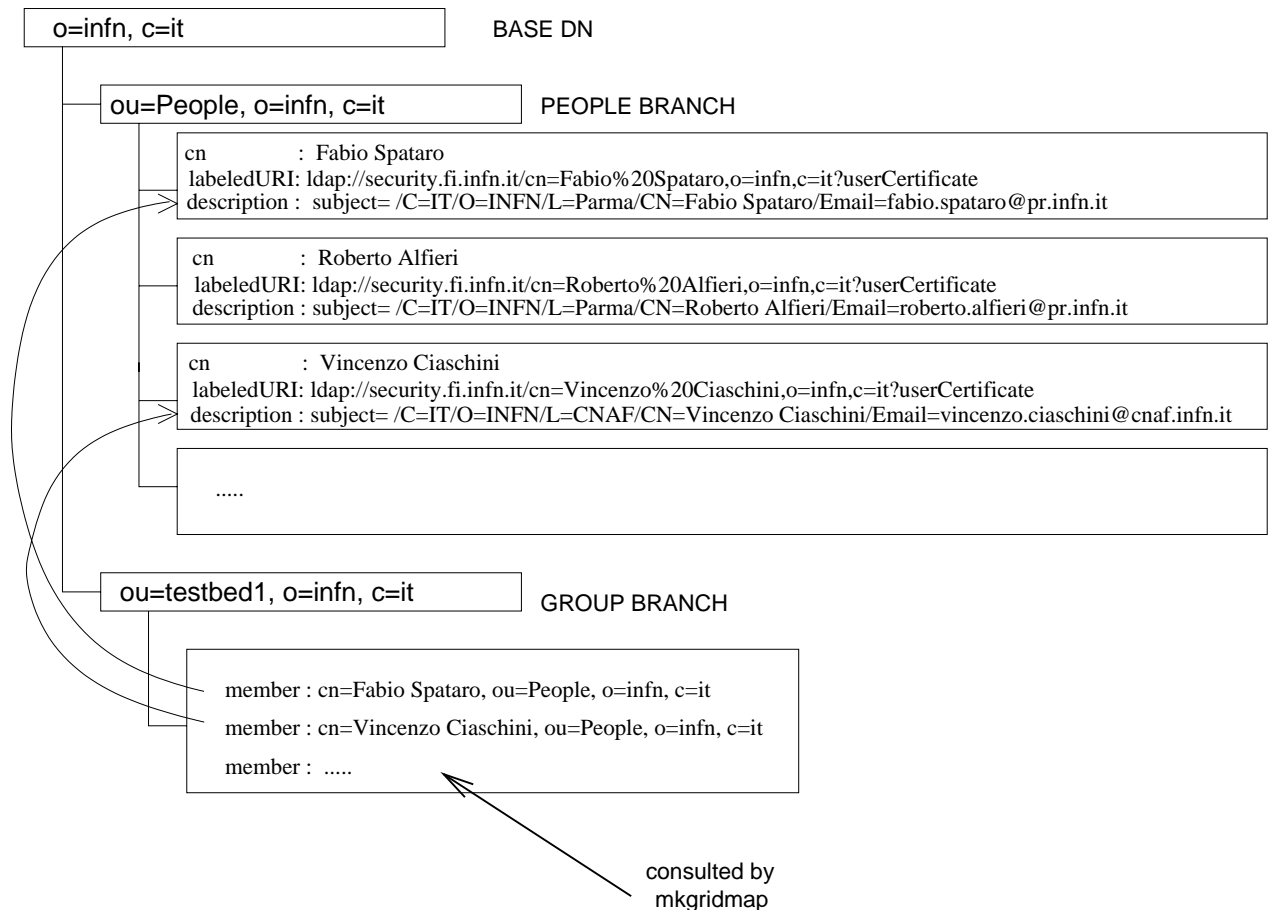 o=infn, c=it
BASE DN
ou=People, o=infn, c=it
PEOPLE BRANCH
cn : Fabio Spataro
labeledURI: ldap://security.fi.infn.it/cn=Fabio%20Spataro,o=infn,c=it?userCertificate
description : subject= /C=IT/O=INFN/L=Parma/CN=Fabio Spataro/Email=fabio.spataro@pr.infn.it
cn : Roberto Alfieri
labeledURI: ldap://security.fi.infn.it/cn=Roberto%20Alfieri,o=infn,c=it?userCertificate
description : subject= /C=IT/O=INFN/L=Parma/CN=Roberto Alfieri/Email=roberto.alfieri@pr.infn.it
cn : Vincenzo Ciaschini
labeledURI: ldap://security.fi.infn.it/cn=Vincenzo%20Ciaschini,o=infn,c=it?userCertificate
description : subject= /C=IT/O=INFN/L=CNAF/CN=Vincenzo Ciaschini/Email=vincenzo.ciaschini@cnaf.infn.it
.....
ou=testbed1, o=infn, c=it
GROUP BRANCH
member : cn=Fabio Spataro, ou=People, o=infn, c=it
member : cn=Vincenzo Ciaschini, ou=People, o=infn, c=it
member : .....
consulted by
mkgridmap